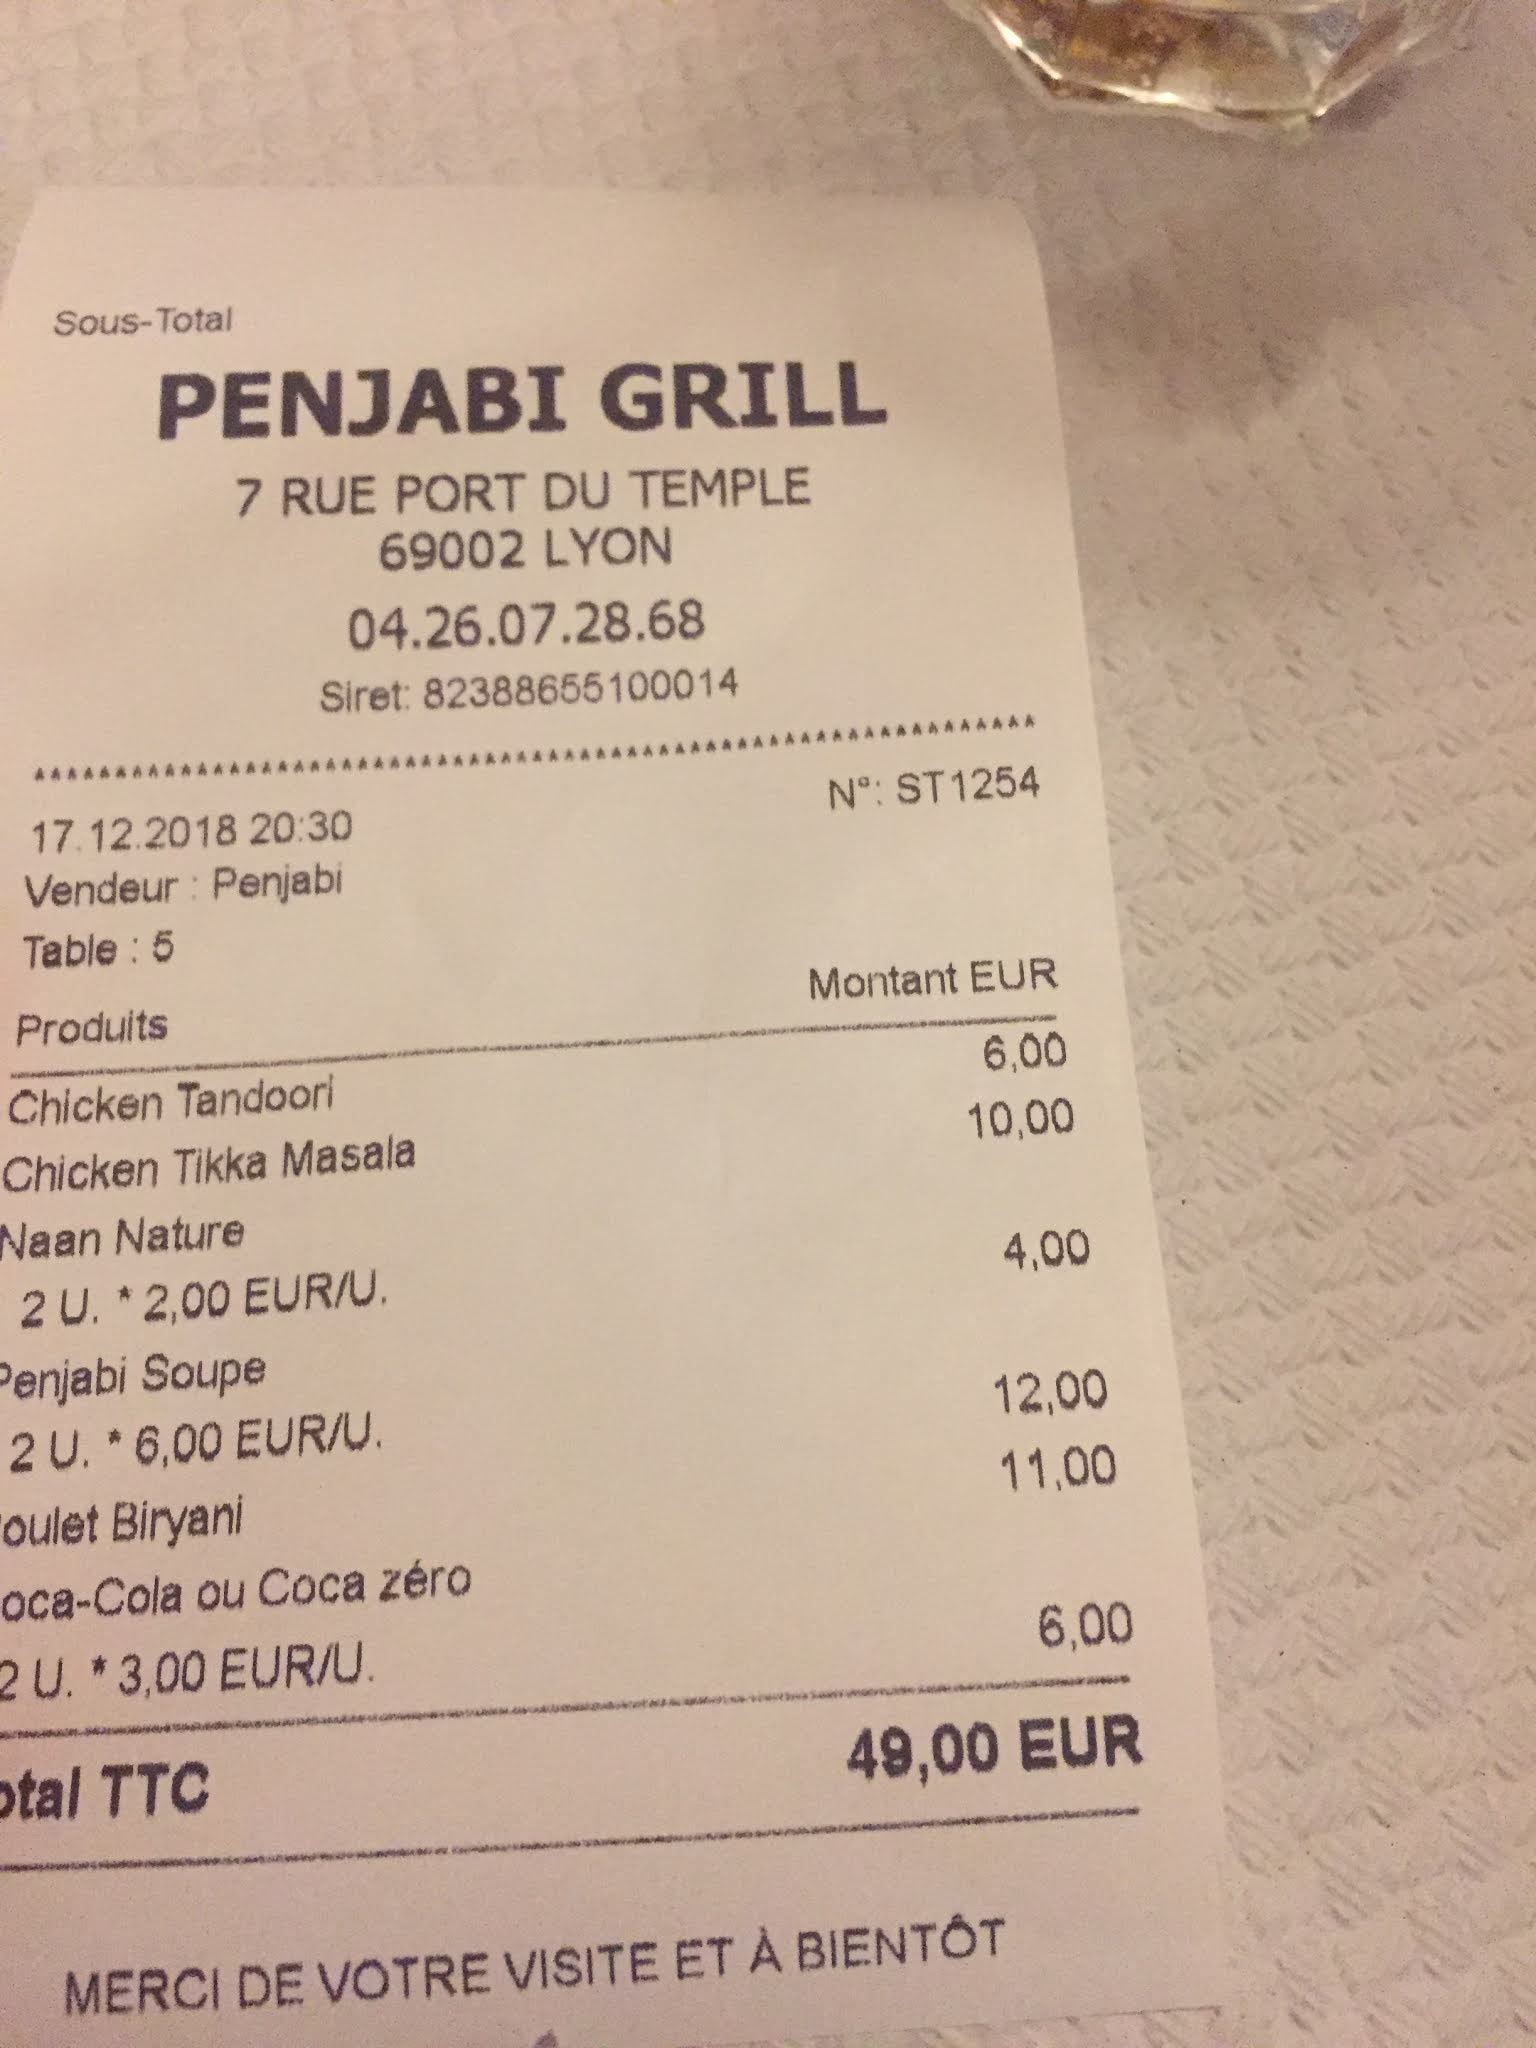 Sous-Total
PENJABI GRILL
7 RUE PORT DU TEMPLE
69002 LYON
04.26.07.28.68
Siret: 82388655100014
N°: ST1254
17.12.2018 20:30
Vendeur : Penjabi
Table : 5
Produits Montant EUR
Chicken Tandoori 6,00
Chicken Tikka Masala 10,00
Naan Nature
2 U. * 2,00 EUR/U. 4,00
Penjabi Soupe
2 U. * 6,00 EUR/U. 12,00
oulet Biryani 11,00
oca-Cola ou Coca zéro
2 U. * 3,00 EUR/U. 6,00
otal TTC 49,00 EUR
MERCI DE VOTRE VISITE ET À BIENTÔT